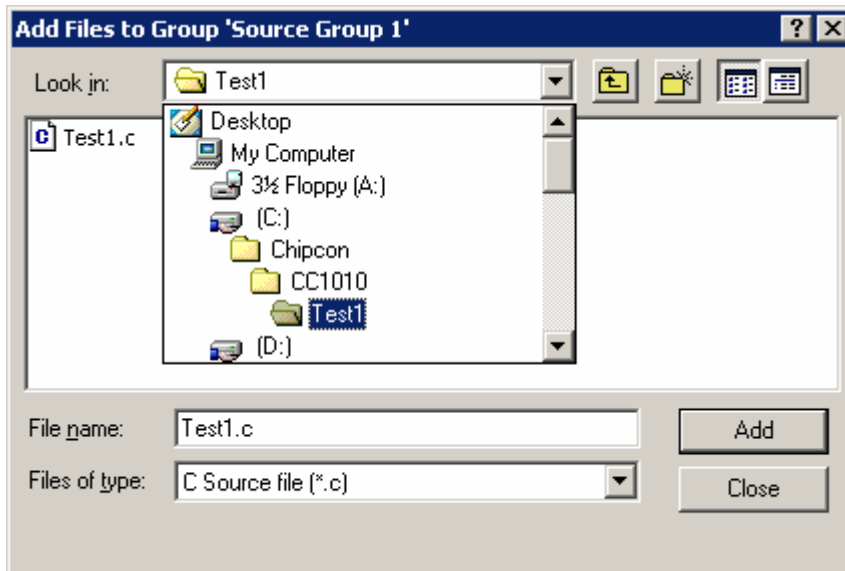 Add Files to Group 'Source Group 1'
Look in: Test1
Desktop
Test1.c
My Computer
3½ Floppy (A:)
(C:)
Chipcon
CC1010
Test1
(D:)
File name: Test1.c Add
Files of type: C Source file (*.c) Close